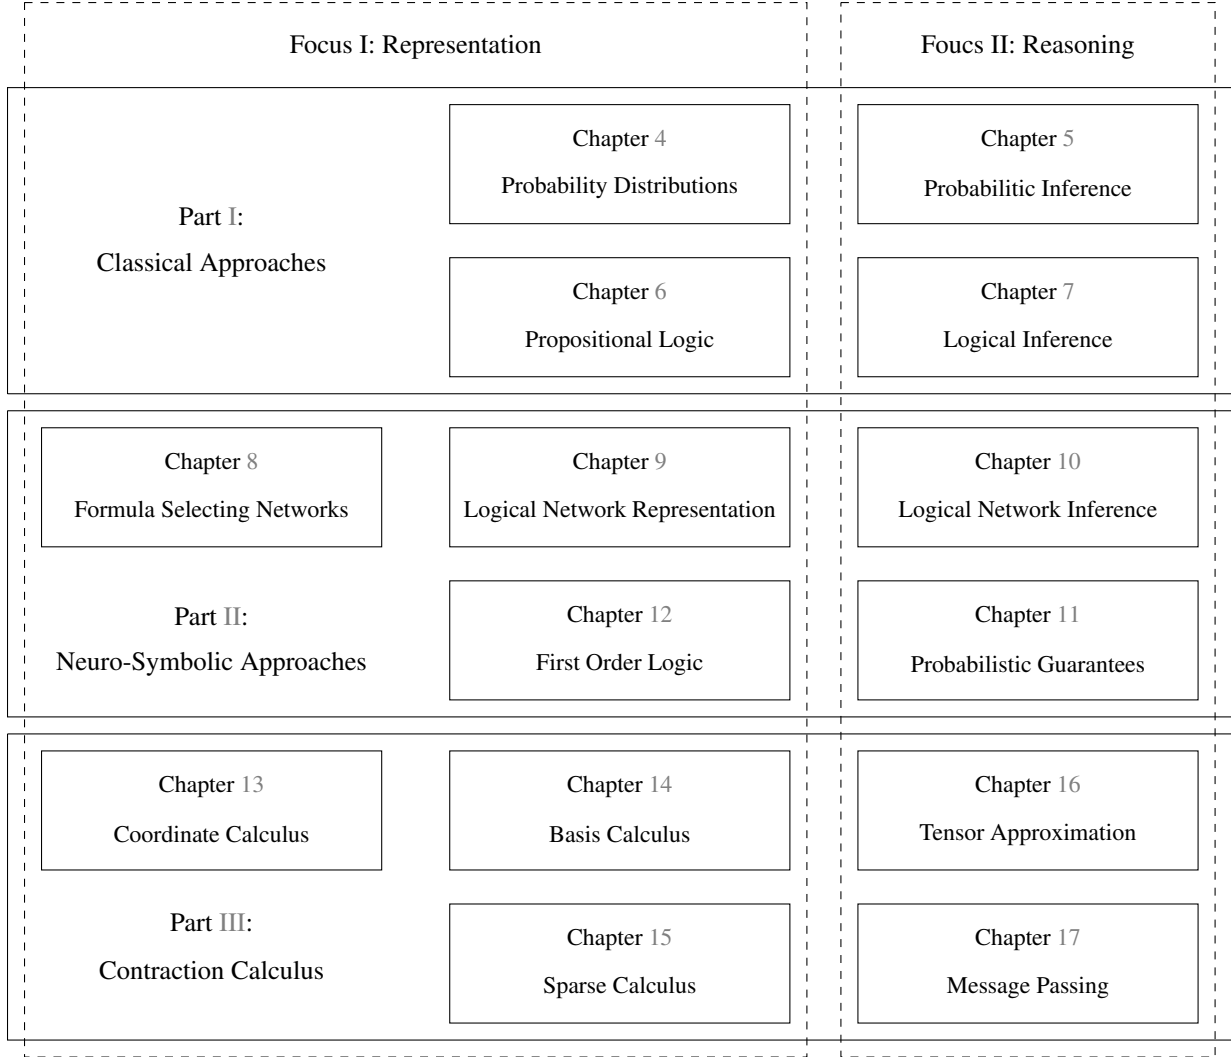 Focus I: Representation
Foucs II: Reasoning
Part I:
Classical Approaches
Chapter 4
Probability Distributions
Chapter 5
Probabilitic Inference
Chapter 6
Propositional Logic
Chapter 7
Logical Inference
Chapter 8
Formula Selecting Networks
Chapter 9
Logical Network Representation
Chapter 10
Logical Network Inference
Part II:
Neuro-Symbolic Approaches
Chapter 12
First Order Logic
Chapter 11
Probabilistic Guarantees
Chapter 13
Coordinate Calculus
Chapter 14
Basis Calculus
Chapter 16
Tensor Approximation
Part III:
Contraction Calculus
Chapter 15
Sparse Calculus
Chapter 17
Message Passing